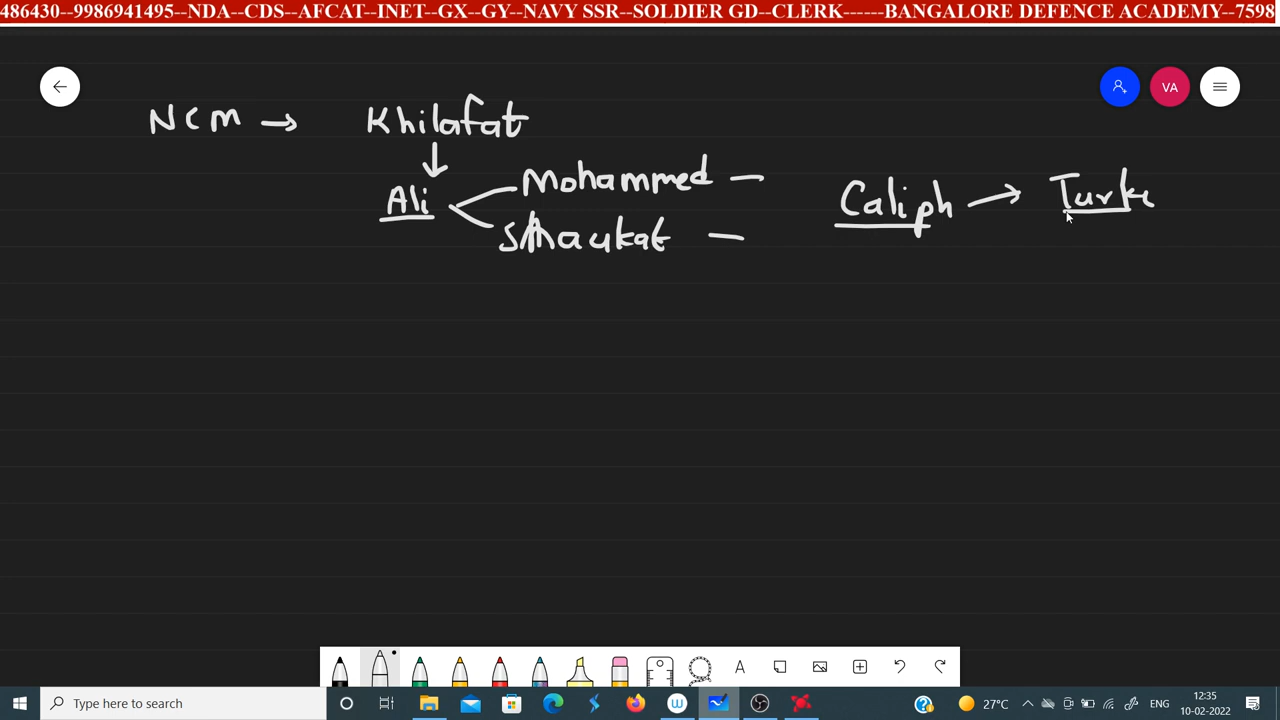 486430--9986941495--NDA--CDS--AFCAT--INET--GX--GY--NAVY SSR--SOLDIER GD--CLERK------BANGALORE DEFENCE ACADEMY--7598
VA
NCM → Khilafat
↓
Ali Mohammed —
Shaukat —
Caliph → Turke
A
Type here to search
27°C
ENG
12:35
10-02-2022